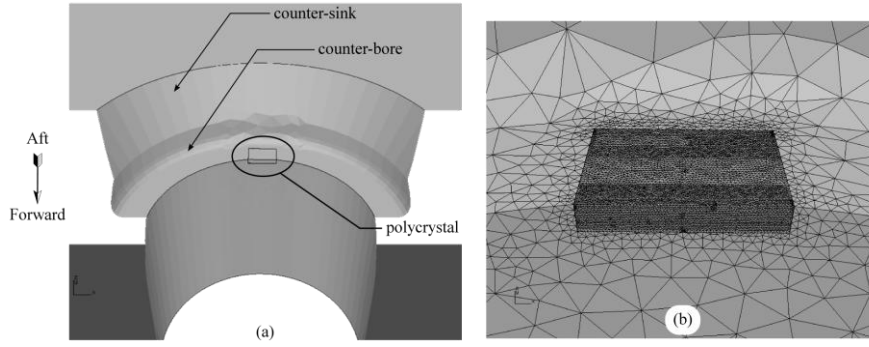 counter-sink
counter-bore
Aft
Forward
polycrystal
(a)
(b)